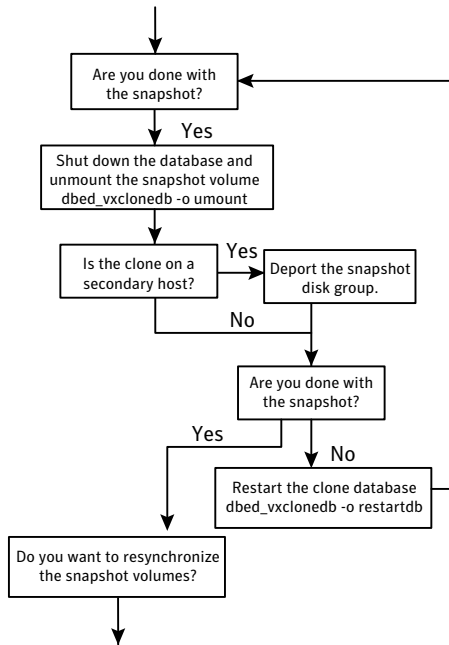 Are you done with
the snapshot?
Yes
Shut down the database and
unmount the snapshot volume
dbed_vxclonedb -o umount
Is the clone on a
secondary host?
Yes
Deport the snapshot
disk group.
No
Are you done with
the snapshot?
Yes
No
Restart the clone database
dbed_vxclonedb -o restartdb
Do you want to resynchronize
the snapshot volumes?